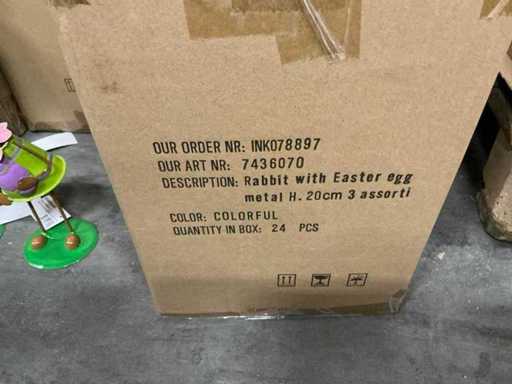 OUR ORDER NR: INK078897
OUR ART NR: 7436070
DESCRIPTION: Rabbit with Easter egg
metal H. 20cm 3 assorti
COLOR: COLORFUL
QUANTITY IN BOX: 24 PCS